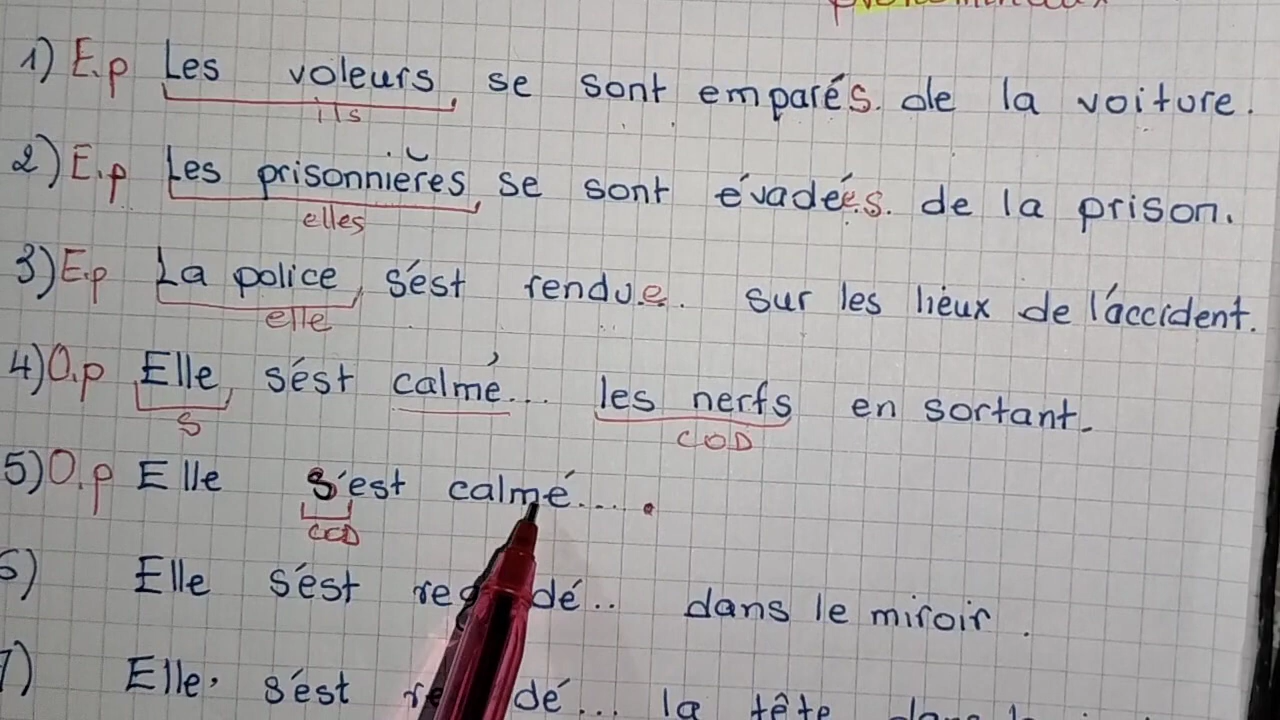 1) E.p Les voleurs, se sont emparés. de la voiture.
ils
2) E.p Les prisonnières, se sont évadées. de la prison.
elles
3) E.p La police, s'est rendue. sur les lieux de l'accident.
elle
4) O.p Elle, s'est calmé... les nerfs en sortant.
S COD
5) O.p Elle s'est calmé.... .
COD
6) Elle s'est dé.. dans le miroir.
7) Elle, s'est dé... la tête